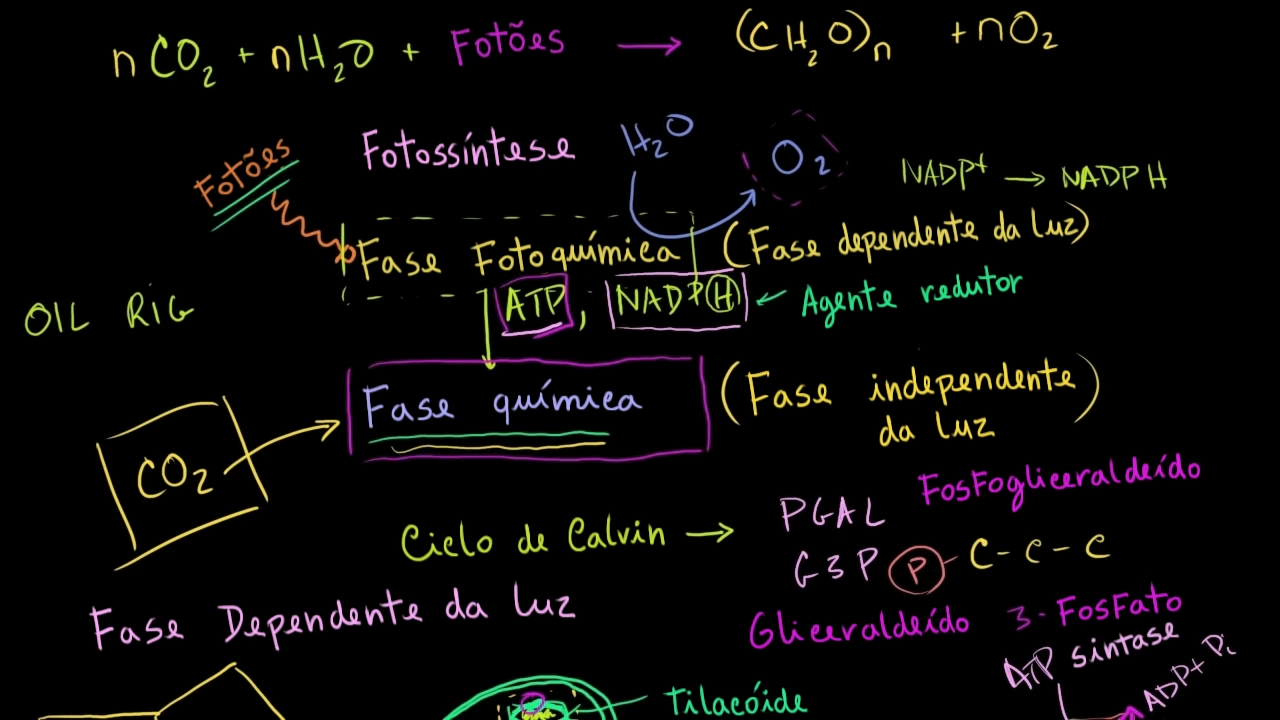 nCO₂ + nH₂O + Fotões → (CH₂O)n + nO₂
Fotossíntese
H₂O
O₂
Fotões
NADP⁺ → NADPH
Fase Fotoquímica (Fase dependente da luz)
ATP, NADPH ← Agente redutor
OIL RIG
Fase química (Fase independente
da luz
CO₂
Fosfogliceraldeído
PGAL
Ciclo de Calvin →
G3P P-C-C-C
Fase Dependente da luz
Gliceraldeído 3-Fosfato
ATP sintase
ADP+ Pi
Tilacóide